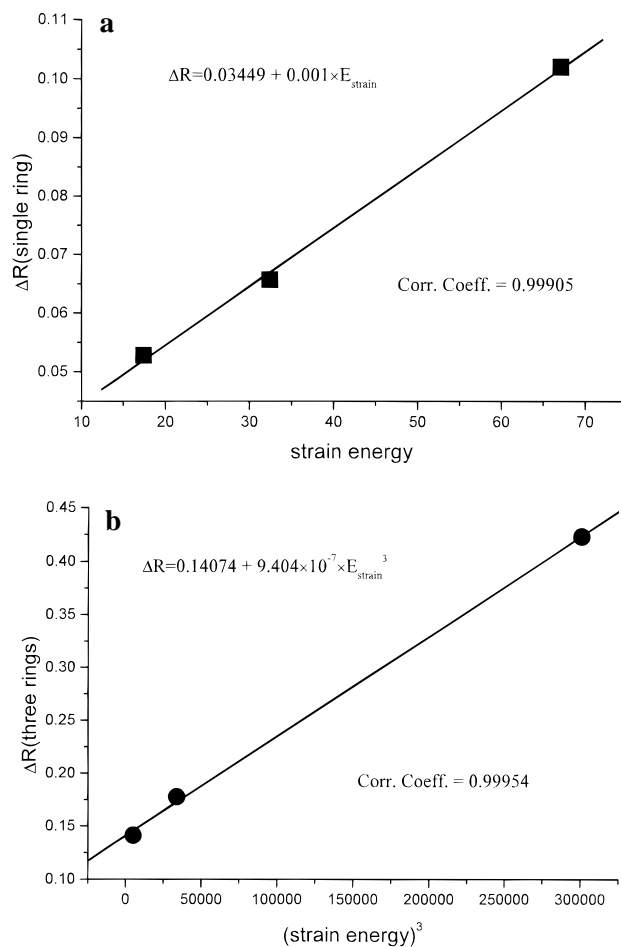 a
0.11
0.10
0.09
0.08
0.07
0.06
0.05
ΔR(single ring)
ΔR=0.03449 + 0.001×E_strain
Corr. Coeff. = 0.99905
10 20 30 40 50 60 70
strain energy
b
0.45
0.40
0.35
0.30
0.25
0.20
0.15
0.10
ΔR(three rings)
ΔR=0.14074 + 9.404×10^-7×E_strain^3
Corr. Coeff. = 0.99954
0 50000 100000 150000 200000 250000 300000
(strain energy)^3